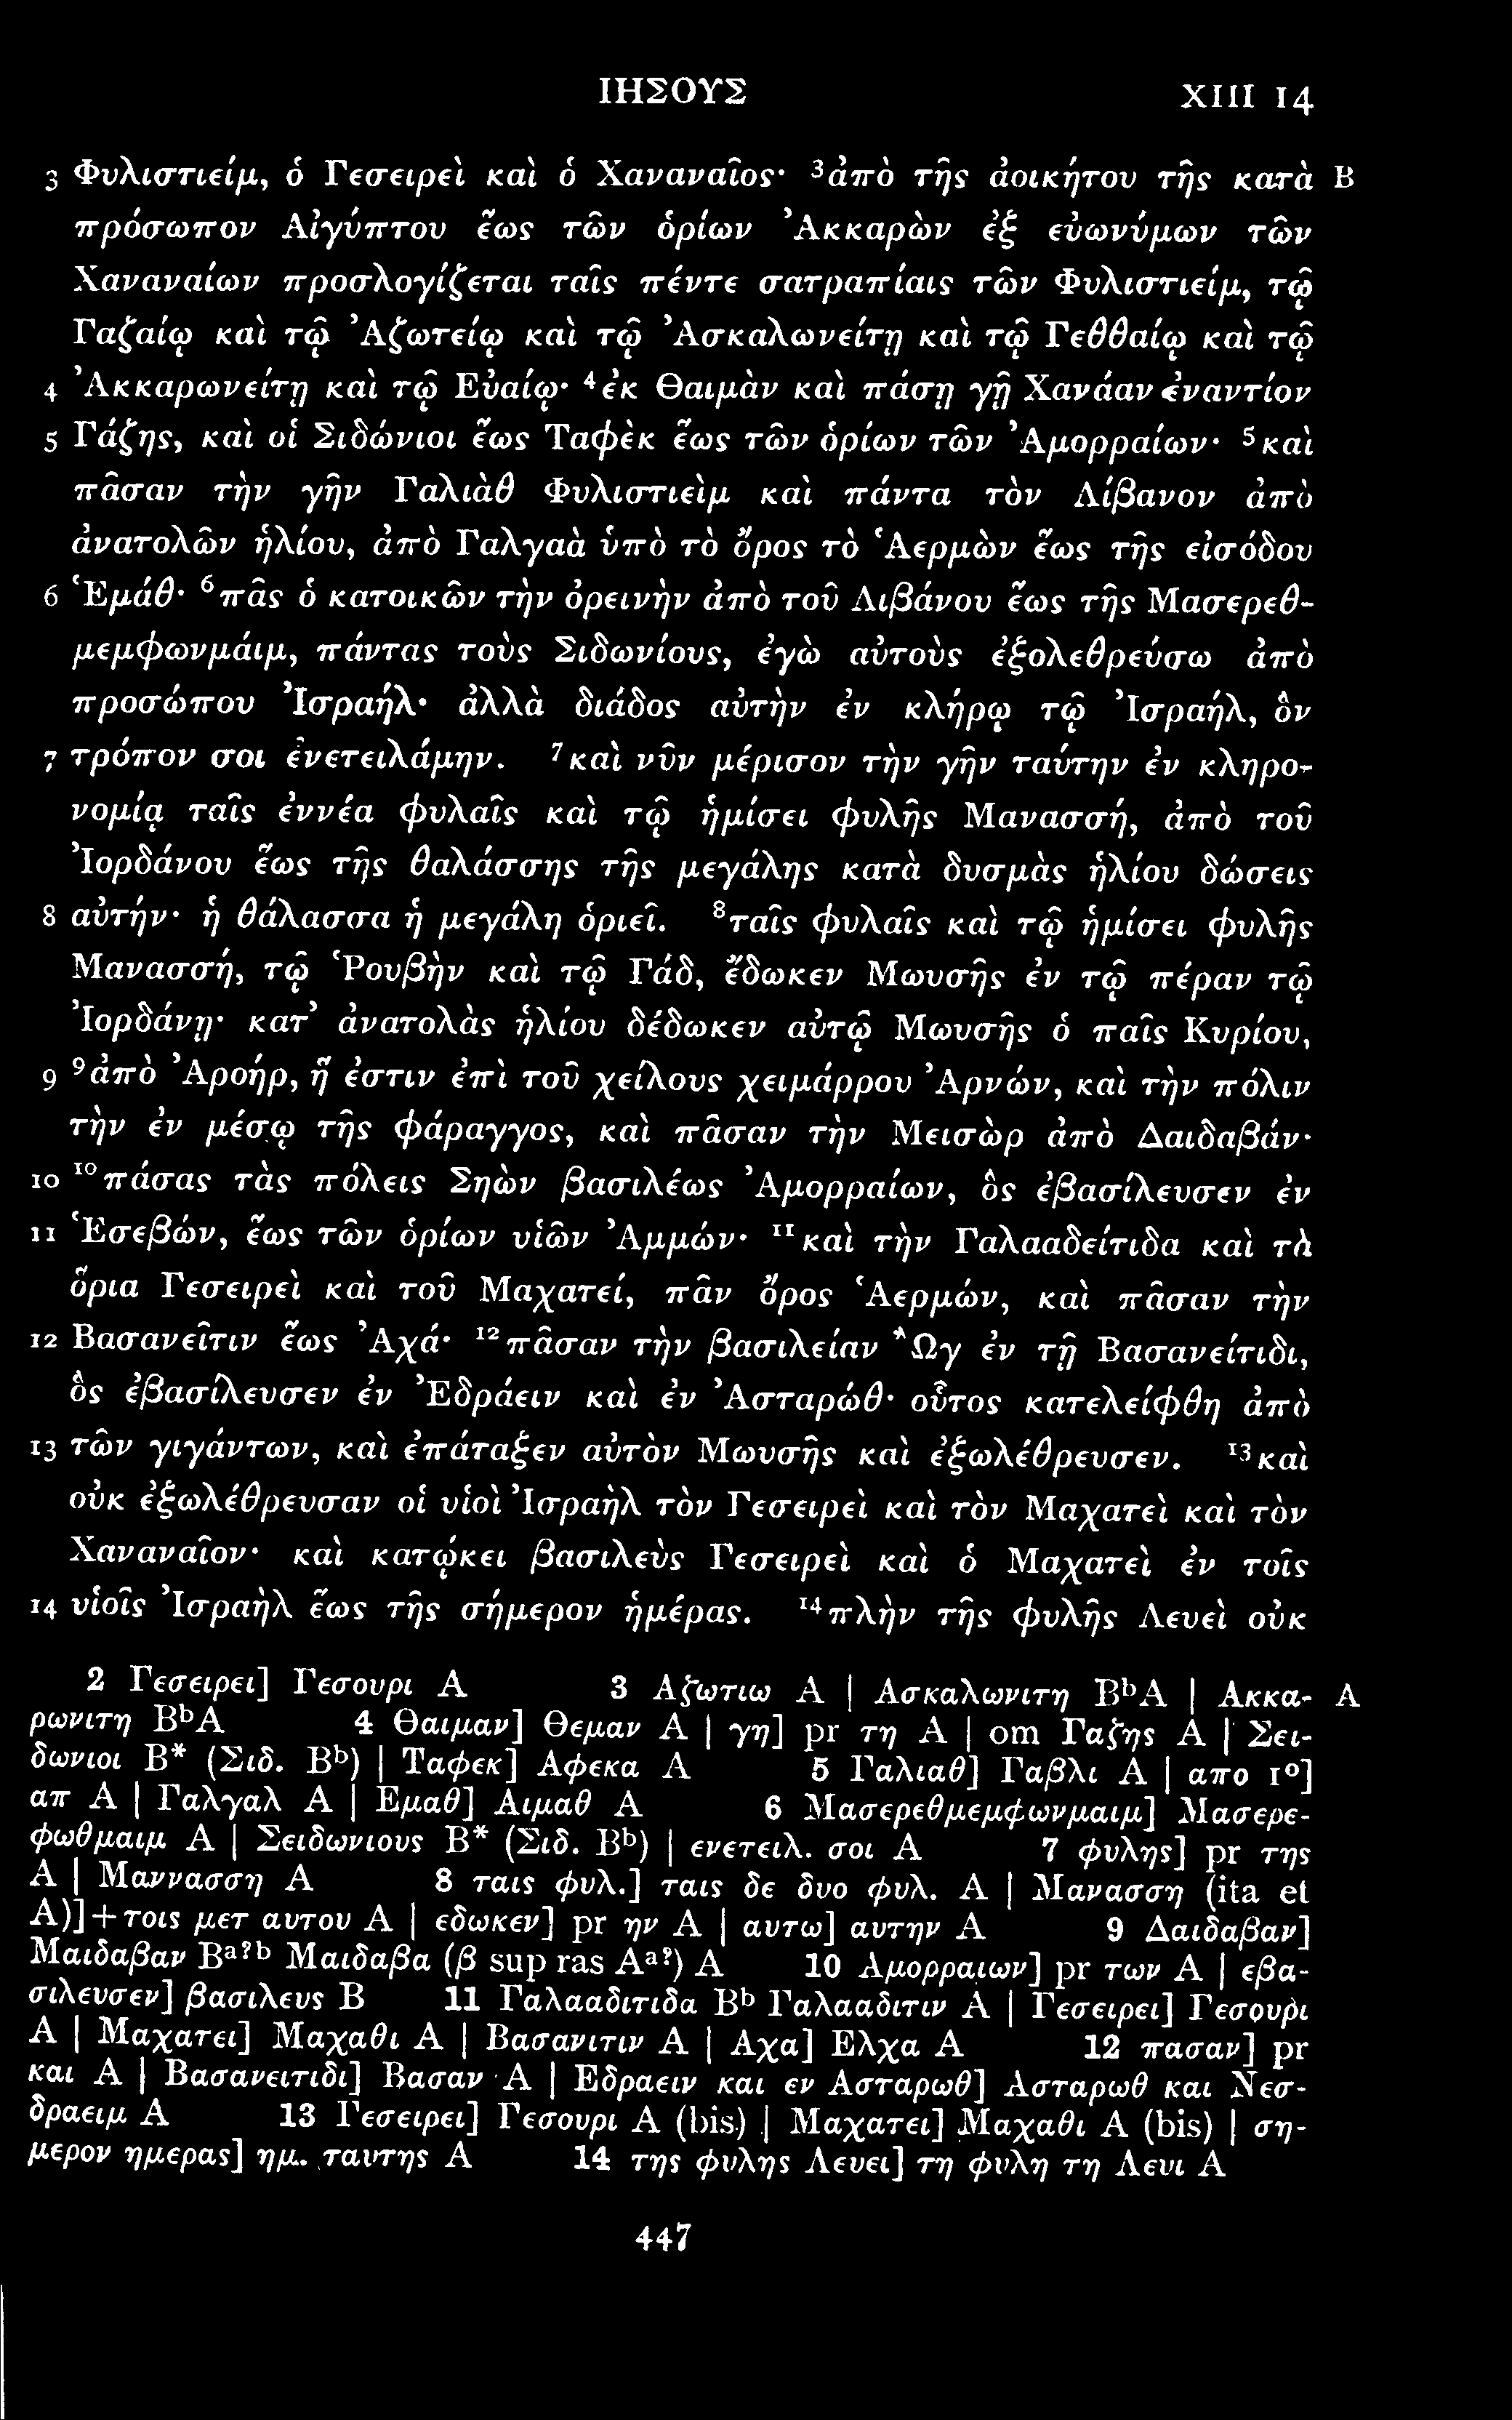 ΙΗΣΟΥΣ XIII 14
3 Φυλιστιείμ, ὁ Γεσειρεὶ καὶ ὁ Χαναναῖος· ³ἀπὸ τῆς ἀοικήτου τῆς κατὰ B
πρόσωπον Αἰγύπτου ἕως τῶν ὁρίων Ἀκκαρὼν ἐξ εὐωνύμων τῶν
Χαναναίων προσλογίζεται ταῖς πέντε σατραπίαις τῶν Φυλιστιείμ, τῷ
Γαζαίῳ καὶ τῷ Ἀζωτείῳ καὶ τῷ Ἀσκαλωνείτῃ καὶ τῷ Γεθθαίῳ καὶ τῷ
4 Ἀκκαρωνείτῃ καὶ τῷ Εὑαίῳ· ⁴ἐκ Θαιμὰν καὶ πάσῃ γῇ Χανάαν ἐναντίον
5 Γάζης, καὶ οἱ Σιδώνιοι ἕως Ταφὲκ ἕως τῶν ὁρίων τῶν Ἀμορραίων· ⁵καὶ
πᾶσαν τὴν γῆν Γαλιὰθ Φυλιστιεὶμ καὶ πάντα τὸν Λίβανον ἀπὸ
ἀνατολῶν ἡλίου, ἀπὸ Γαλγαὰ ὑπὸ τὸ ὄρος τὸ Ἁερμὼν ἕως τῆς εἰσόδου
6 Ἑμάθ· ⁶πᾶς ὁ κατοικῶν τὴν ὀρεινὴν ἀπὸ τοῦ Λιβάνου ἕως τῆς Μασερεθ-
μεμφωνμάιμ, πάντας τοὺς Σιδωνίους, ἐγὼ αὐτοὺς ἐξολεθρεύσω ἀπὸ
προσώπου Ἰσραήλ· ἀλλὰ διάδος αὐτὴν ἐν κλήρῳ τῷ Ἰσραήλ, ὃν
7 τρόπον σοι ἐνετειλάμην. ⁷καὶ νῦν μέρισον τὴν γῆν ταύτην ἐν κληρο-
νομίᾳ ταῖς ἐννέα φυλαῖς καὶ τῷ ἡμίσει φυλῆς Μανασσή, ἀπὸ τοῦ
Ἰορδάνου ἕως τῆς θαλάσσης τῆς μεγάλης κατὰ δυσμὰς ἡλίου δώσεις
8 αὐτήν· ἡ θάλασσα ἡ μεγάλη ὁριεῖ. ⁸ταῖς φυλαῖς καὶ τῷ ἡμίσει φυλῆς
Μανασσή, τῷ Ῥουβὴν καὶ τῷ Γάδ, ἔδωκεν Μωυσῆς ἐν τῷ πέραν τῷ
Ἰορδάνῃ· κατ’ ἀνατολὰς ἡλίου δέδωκεν αὐτῷ Μωυσῆς ὁ παῖς Κυρίου,
9 ⁹ἀπὸ Ἀροήρ, ἥ ἐστιν ἐπὶ τοῦ χείλους χειμάρρου Ἀρνών, καὶ τὴν πόλιν
τὴν ἐν μέσῳ τῆς φάραγγος, καὶ πᾶσαν τὴν Μεισὼρ ἀπὸ Δαιδαβάν·
10 ¹⁰πάσας τὰς πόλεις Σηὼν βασιλέως Ἀμορραίων, ὃς ἐβασίλευσεν ἐν
11 Ἑσεβών, ἕως τῶν ὁρίων υἱῶν Ἀμμών· ¹¹καὶ τὴν Γαλααδείτιδα καὶ τὰ
ὅρια Γεσειρεὶ καὶ τοῦ Μαχατεί, πᾶν ὄρος Ἁερμών, καὶ πᾶσαν τὴν
12 Βασανεῖτιν ἕως Ἀχά· ¹²πᾶσαν τὴν βασιλείαν Ὢγ ἐν τῇ Βασανείτιδι,
ὃς ἐβασίλευσεν ἐν Ἐδράειν καὶ ἐν Ἀσταρώθ· οὗτος κατελείφθη ἀπὸ
13 τῶν γιγάντων, καὶ ἐπάταξεν αὐτὸν Μωυσῆς καὶ ἐξωλέθρευσεν. ¹³καὶ
οὐκ ἐξωλέθρευσαν οἱ υἱοὶ Ἰσραὴλ τὸν Γεσειρεὶ καὶ τὸν Μαχατεὶ καὶ τὸν
Χαναναῖον· καὶ κατῴκει βασιλεὺς Γεσειρεὶ καὶ ὁ Μαχατεὶ ἐν τοῖς
14 υἱοῖς Ἰσραὴλ ἕως τῆς σήμερον ἡμέρας. ¹⁴πλὴν τῆς φυλῆς Λευεὶ οὐκ
2 Γεσειρει] Γεσουρι A 3 Αζωτιω A | Ασκαλωνιτη BᵇA | Ακκα- A
ρωνιτη BᵇA 4 Θαιμαν] Θεμαν A | γη] pr τη A | om Γαζης A | Σει-
δωνιοι B* (Σιδ. Bᵇ) | Ταφεκ] Αφεκα A 5 Γαλιαθ] Γαβλι A | απο 1°]
απ A | Γαλγαλ A | Εμαθ] Αιμαθ A 6 Μασερεθμεμφωνμαιμ] Μασερε-
φωθμαιμ A | Σειδωνιους B* (Σιδ. Bᵇ) | ενετειλ. σοι A 7 φυλης] pr της
A | Μαννασση A 8 ταις φυλ.] ταις δε δυο φυλ. A | Μανασση (ita et
A)]+τοις μετ αυτου A | εδωκεν] pr ην A | αυτω] αυτην A 9 Δαιδαβαν]
Μαιδαβαν Bᵃ?ᵇ Μαιδαβα (β sup ras Aᵃ?) A 10 Αμορραιων] pr των A | εβα-
σιλευσεν] βασιλευς B 11 Γαλααδιτιδα Bᵇ Γαλααδιτιν A | Γεσειρει] Γεσουρι
A | Μαχατει] Μαχαθι A | Βασανιτιν A | Αχα] Ελχα A 12 πασαν] pr
και A | Βασανειτιδι] Βασαν A | Εδραειν και εν Ασταρωθ] Ασταρωθ και Νεσ-
δραειμ A 13 Γεσειρει] Γεσουρι A (bis) | Μαχατει] Μαχαθι A (bis) | ση-
μερον ημερας] ημ. ταυτης A 14 της φυλης Λευει] τη φυλη τη Λευι A
447